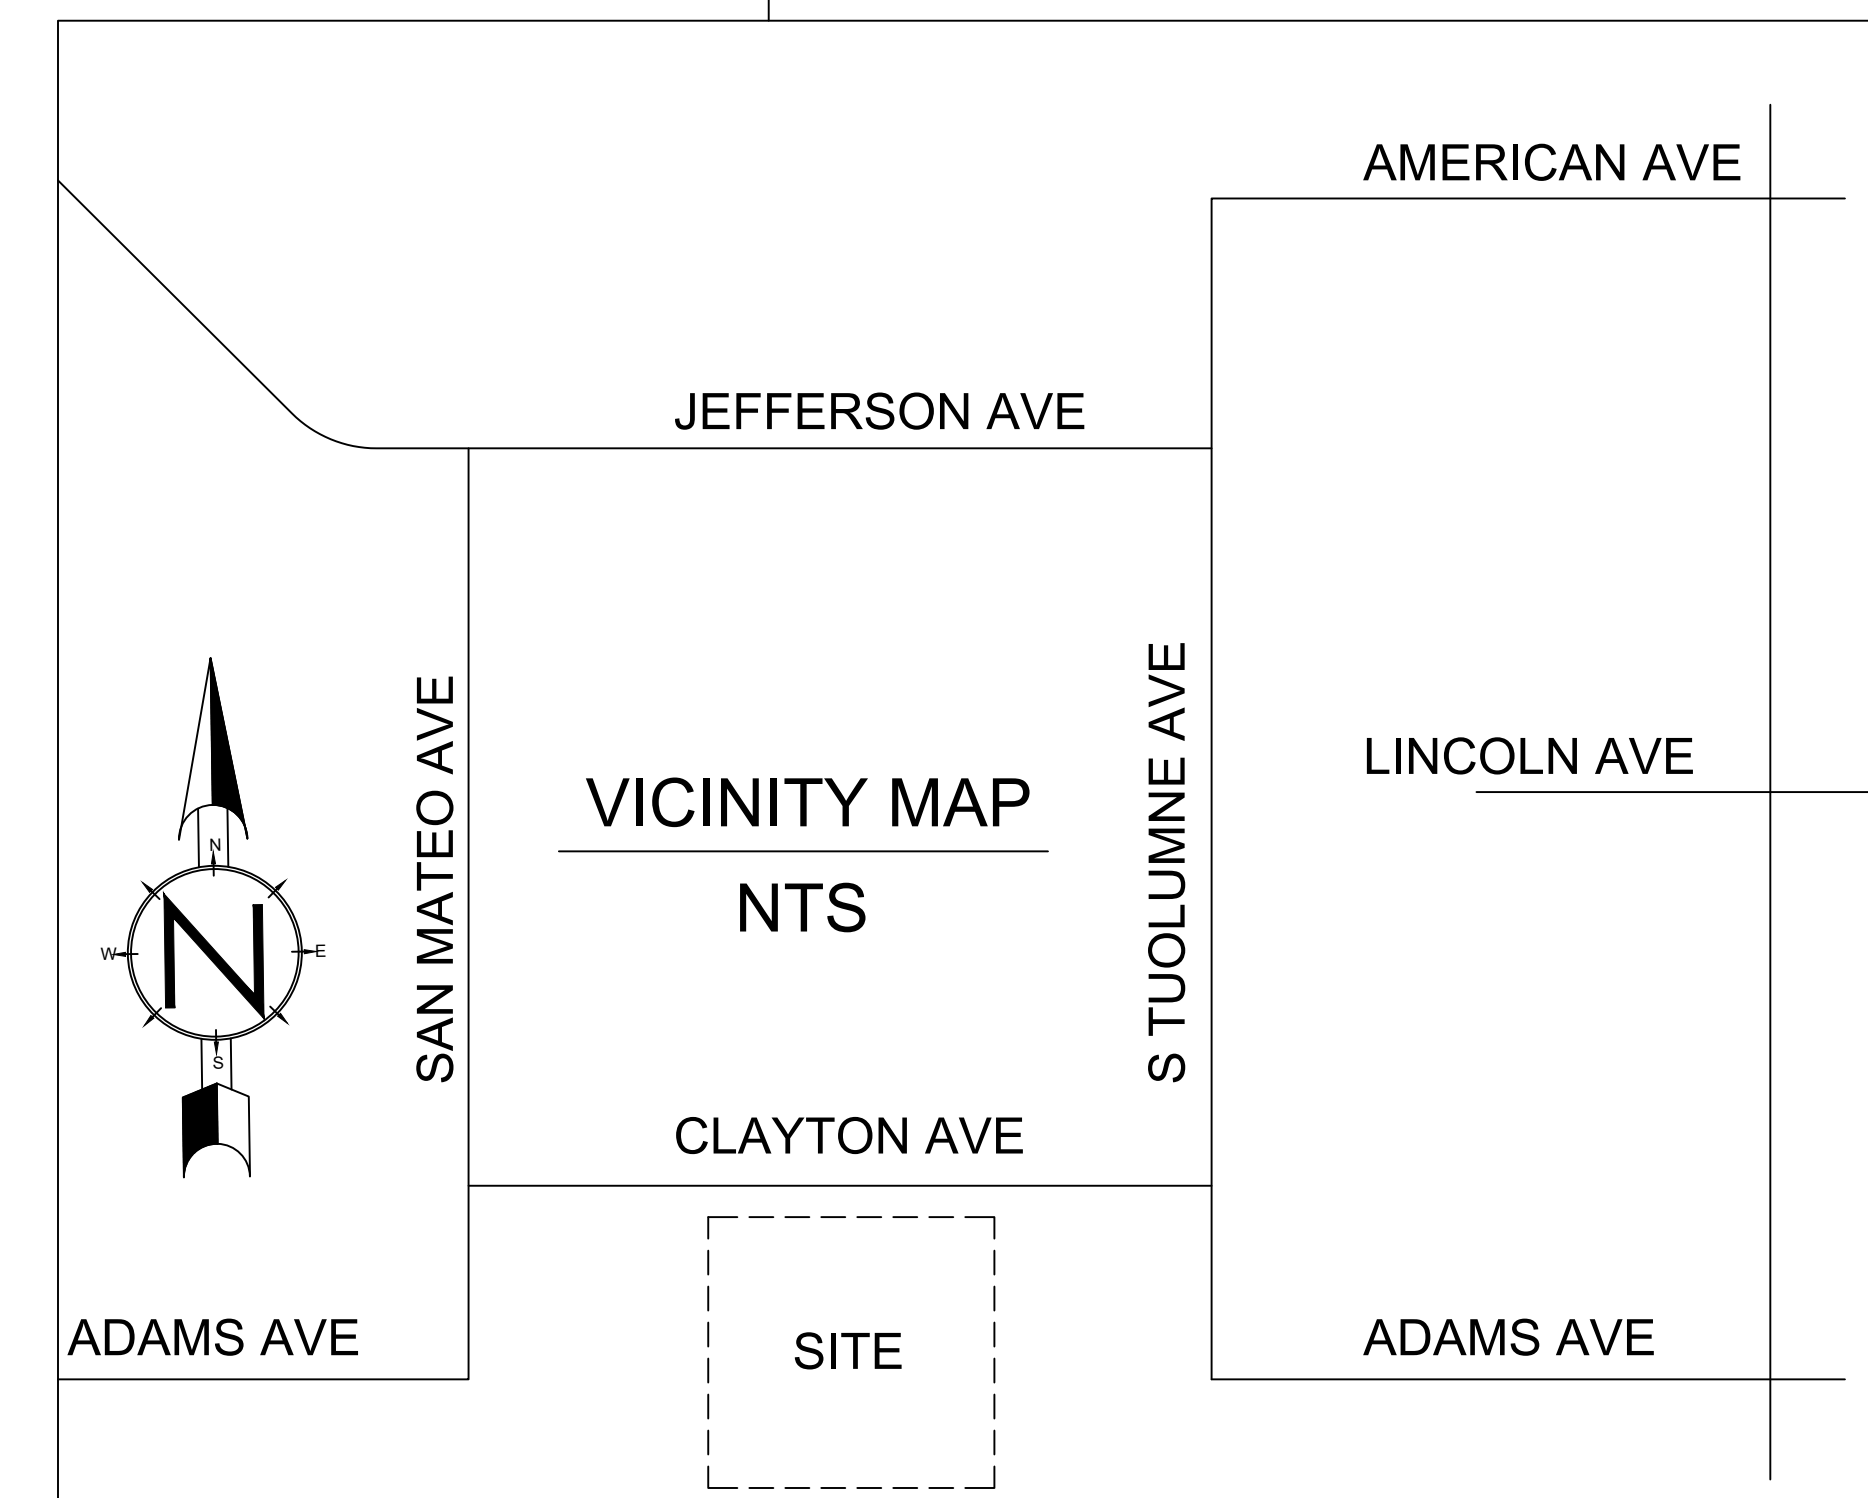 AMERICAN AVE
JEFFERSON AVE
SAN MATEO AVE
S TUOLUMNE AVE
LINCOLN AVE
VICINITY MAP
NTS
N
W
N
E
S
CLAYTON AVE
ADAMS AVE
SITE
ADAMS AVE